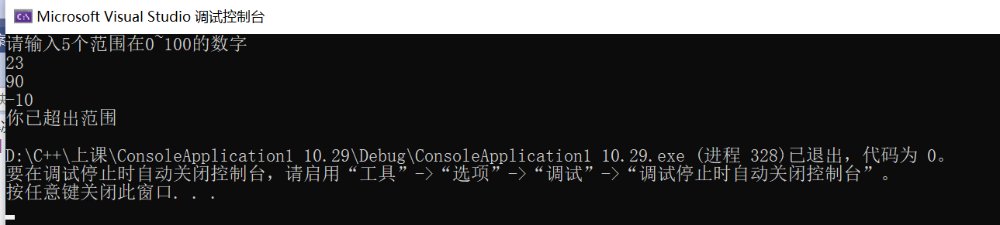 Microsoft Visual Studio 调试控制台
请输入5个范围在0~100的数字
23
90
-10
你已超出范围
D:\C++\上课\ConsoleApplication1 10.29\Debug\ConsoleApplication1 10.29.exe (进程 328)已退出，代码为 0。
要在调试停止时自动关闭控制台，请启用“工具”->“选项”->“调试”->“调试停止时自动关闭控制台”。
按任意键关闭此窗口. . .